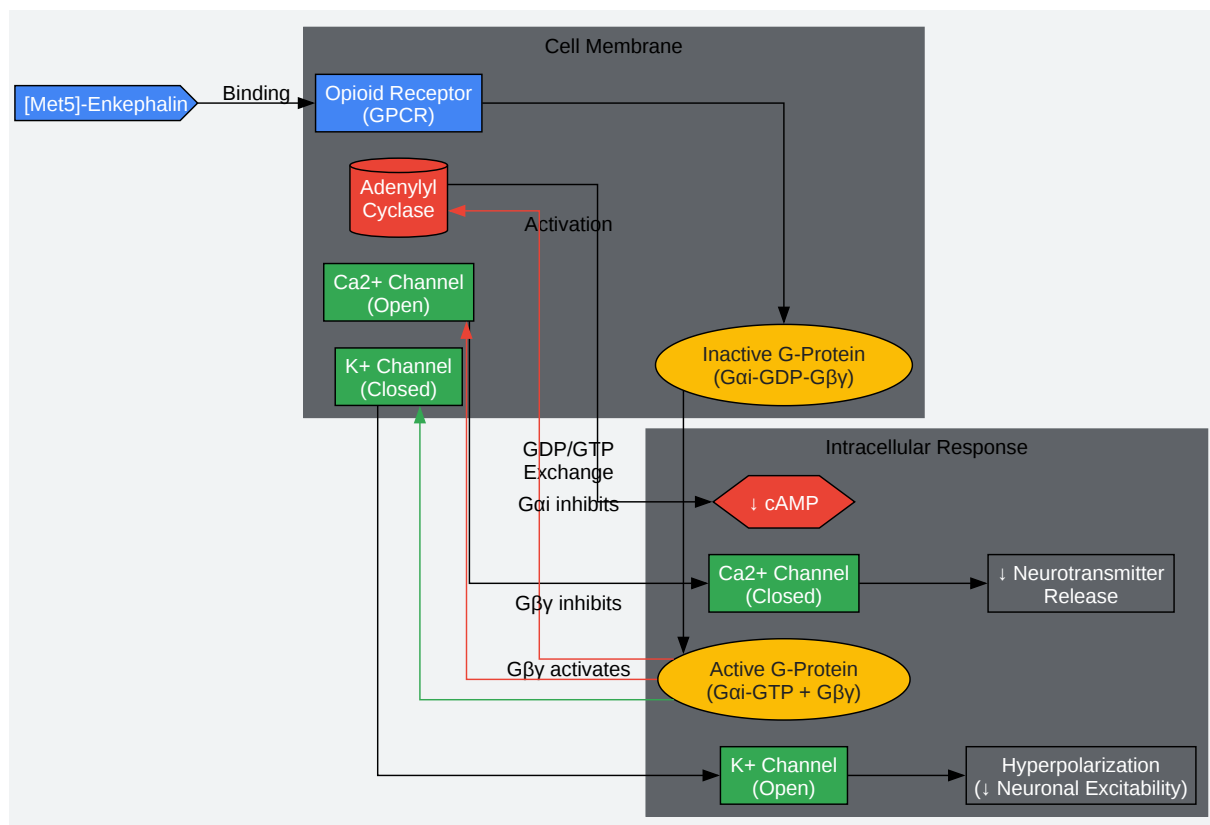 Cell Membrane
[Met5]-Enkephalin
Binding
Opioid Receptor
(GPCR)
Adenylyl
Cyclase
Activation
Ca2+ Channel
(Open)
K+ Channel
(Closed)
Inactive G-Protein
(Gαi-GDP-Gβγ)
GDP/GTP
Exchange
Gαi inhibits
Gβγ inhibits
Gβγ activates
Intracellular Response
↓ cAMP
Ca2+ Channel
(Closed)
↓ Neurotransmitter
Release
Active G-Protein
(Gαi-GTP + Gβγ)
K+ Channel
(Open)
Hyperpolarization
(↓ Neuronal Excitability)